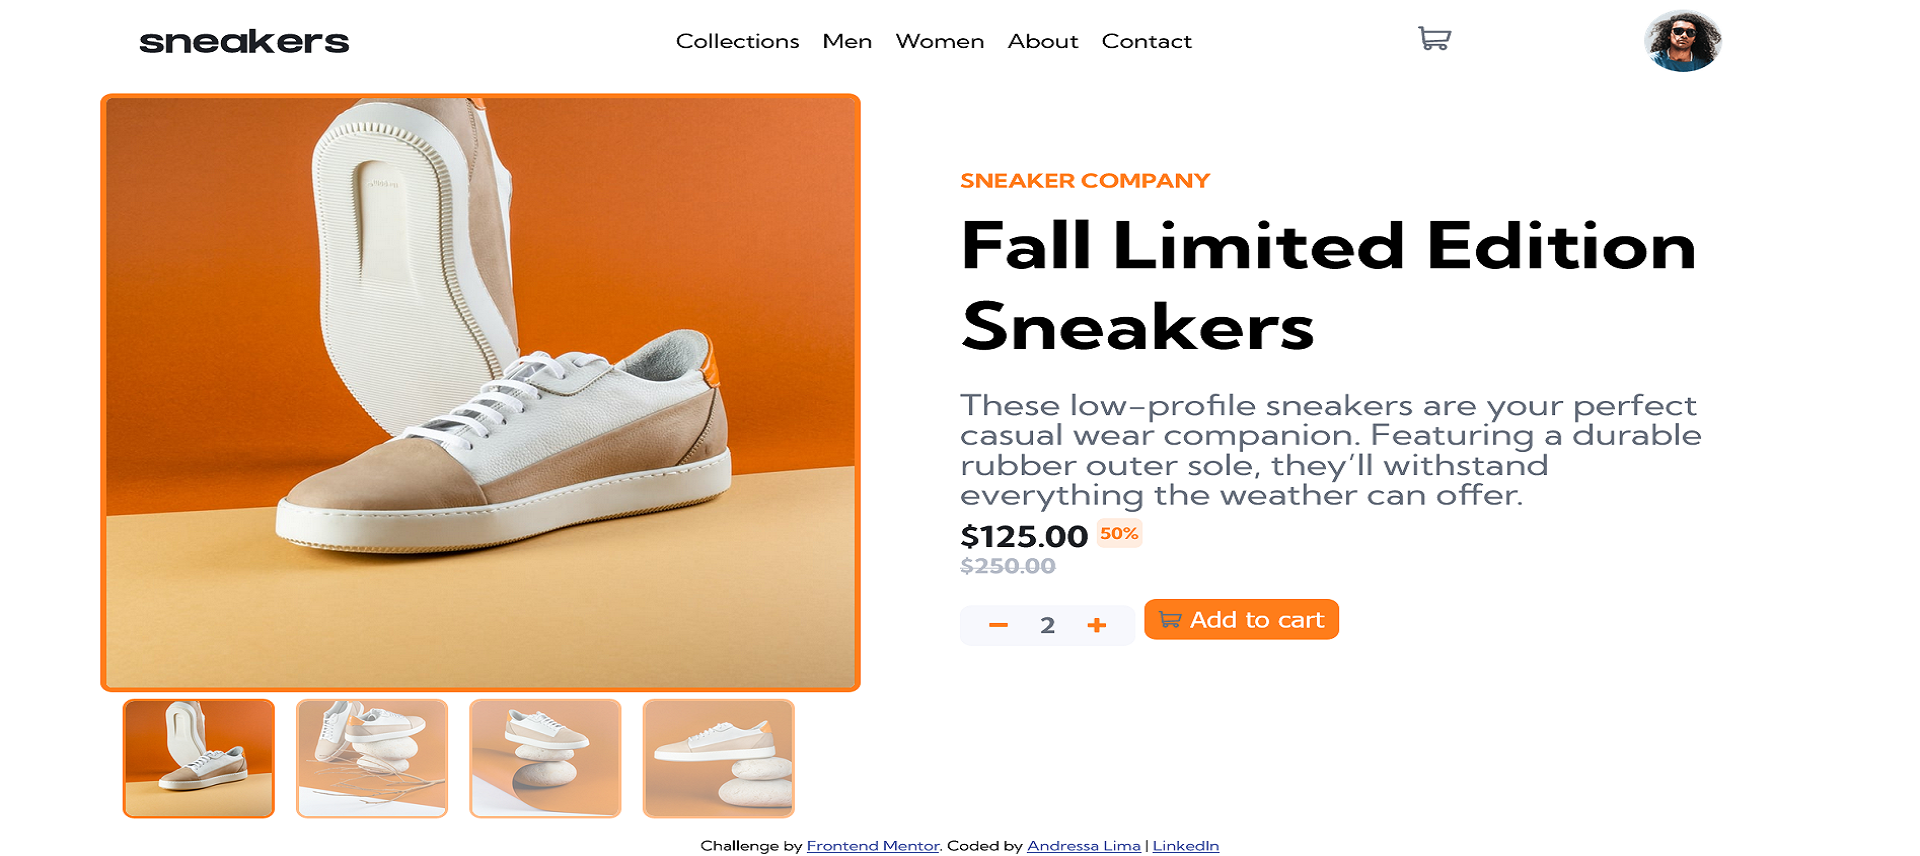 sneakers
Collections Men Women About Contact
SNEAKER COMPANY
Fall Limited Edition
Sneakers
These low-profile sneakers are your perfect
casual wear companion. Featuring a durable
rubber outer sole, they’ll withstand
everything the weather can offer.
$125.00 50%
$250.00
2
Add to cart
Challenge by Frontend Mentor. Coded by Andressa Lima | LinkedIn